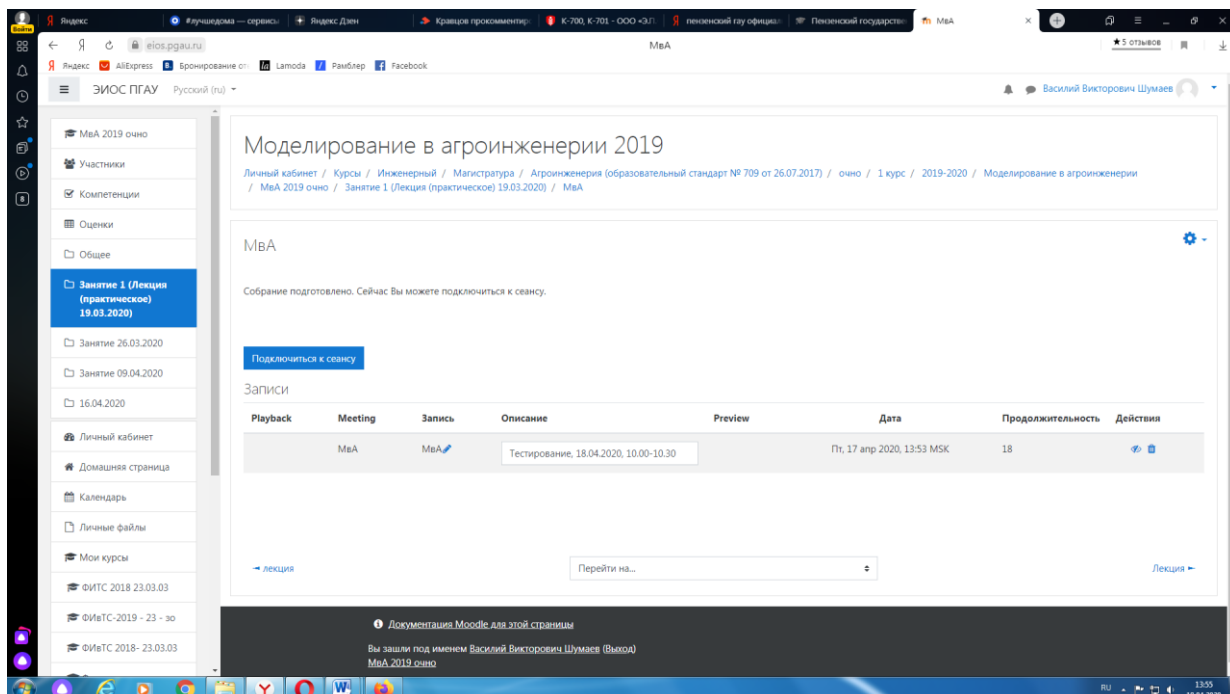 Войти
Яндекс
#лучшедома — сервисы
Яндекс Дзен
Кравцов прокомментир
К-700, К-701 - ООО «Э.П.
пензенский гау официал
Пензенский государстве
МвА
eios.pgau.ru
МвА
★ 5 отзывов
Яндекс
AliExpress
Бронирование от
Lamoda
Рамблер
Facebook
ЭИОС ПГАУ
Русский (ru)
Василий Викторович Шумаев
МвА 2019 очно
Участники
Компетенции
Оценки
Общее
Занятие 1 (Лекция
(практическое)
19.03.2020)
Занятие 26.03.2020
Занятие 09.04.2020
16.04.2020
Личный кабинет
Домашняя страница
Календарь
Личные файлы
Мои курсы
ФИТС 2018 23.03.03
ФИвТС-2019 - 23 - зо
ФИвТС 2018- 23.03.03
Моделирование в агроинженерии 2019
Личный кабинет / Курсы / Инженерный / Магистратура / Агроинженерия (образовательный стандарт № 709 от 26.07.2017) / очно / 1 курс / 2019-2020 / Моделирование в агроинженерии
/ МвА 2019 очно / Занятие 1 (Лекция (практическое) 19.03.2020) / МвА
МвА
Собрание подготовлено. Сейчас Вы можете подключиться к сеансу.
Подключиться к сеансу
Записи
Playback Meeting Запись Описание Preview Дата Продолжительность Действия
МвА МвА Тестирование, 18.04.2020, 10.00-10.30 Пт, 17 апр 2020, 13:53 MSK 18
◄ лекция
Перейти на...
Лекция ►
Документация Moodle для этой страницы
Вы зашли под именем Василий Викторович Шумаев (Выход)
МвА 2019 очно
RU
13:55